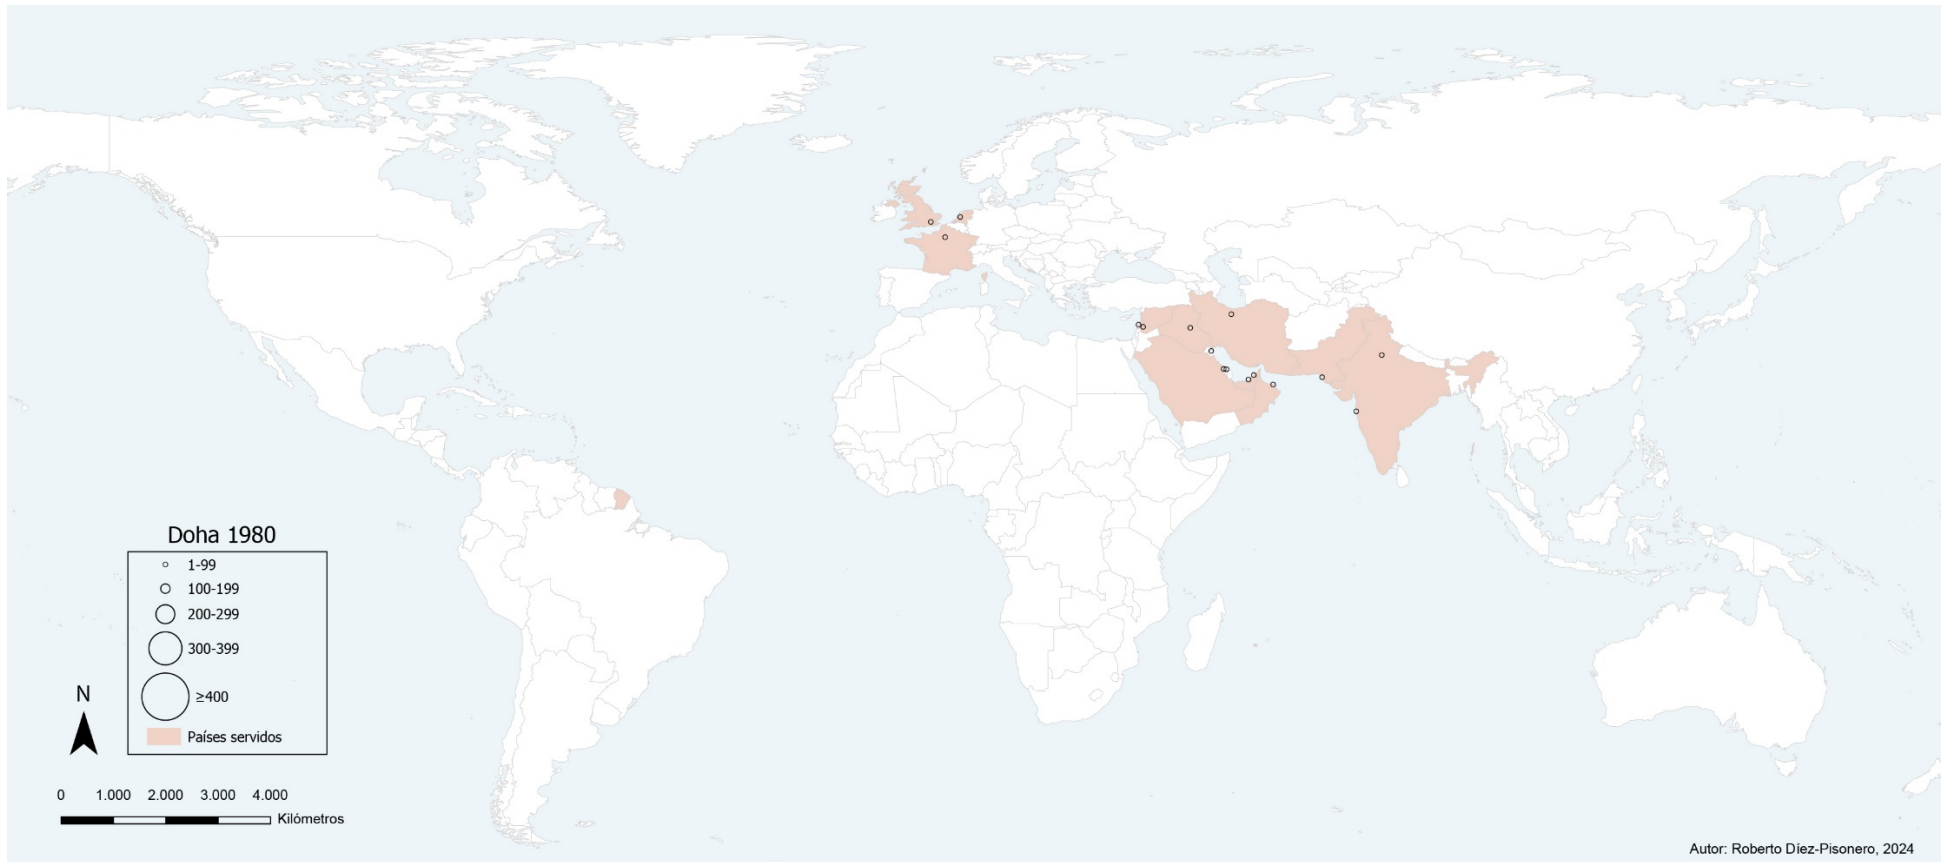 Doha 1980
1-99
100-199
200-299
300-399
≥400
Países servidos
N
0 1.000 2.000 3.000 4.000
Kilómetros
Autor: Roberto Díez-Pisonero, 2024